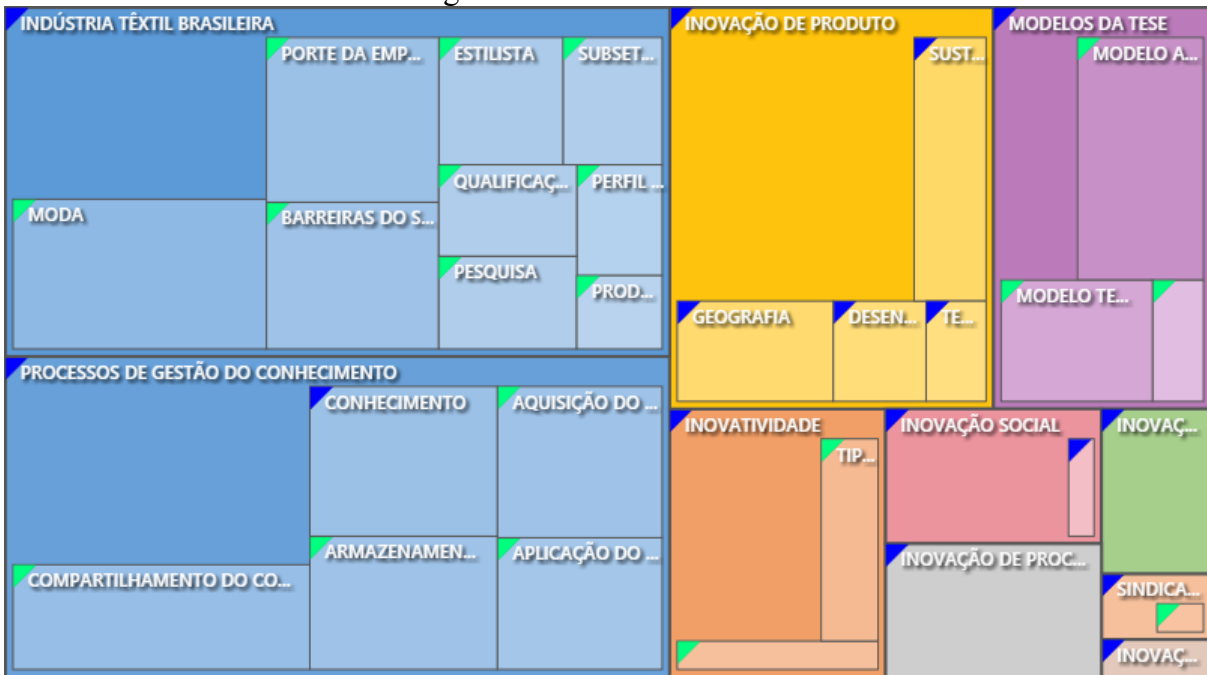 INDÚSTRIA TÊXTIL BRASILEIRA
PORTE DA EMP...
ESTILISTA
SUBSET...
QUALIFICAÇ...
PERFIL ...
MODA
BARREIRAS DO S...
PESQUISA
PROD...
PROCESSOS DE GESTÃO DO CONHECIMENTO
CONHECIMENTO
AQUISIÇÃO DO ...
ARMAZENAMEN...
APLICAÇÃO DO ...
COMPARTILHAMENTO DO CO...
INOVAÇÃO DE PRODUTO
SUST...
GEOGRAFIA
DESEN...
TE...
MODELOS DA TESE
MODELO A...
MODELO TE...
INOVATIVIDADE
TIP...
INOVAÇÃO SOCIAL
INOVAÇÃO DE PROC...
INOVAÇ...
SINDICA...
INOVAÇ...